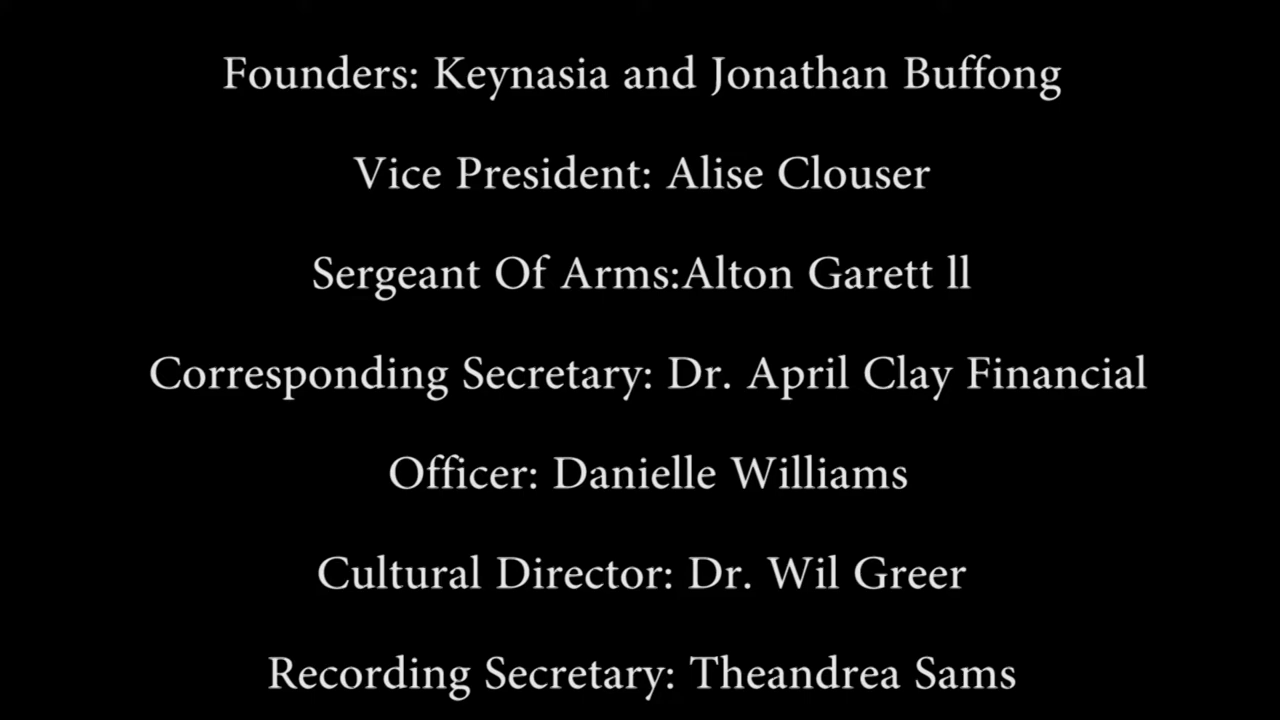 Founders: Keynasia and Jonathan Buffong
Vice President: Alise Clouser
Sergeant Of Arms:Alton Garett ll
Corresponding Secretary: Dr. April Clay Financial
Officer: Danielle Williams
Cultural Director: Dr. Wil Greer
Recording Secretary: Theandrea Sams